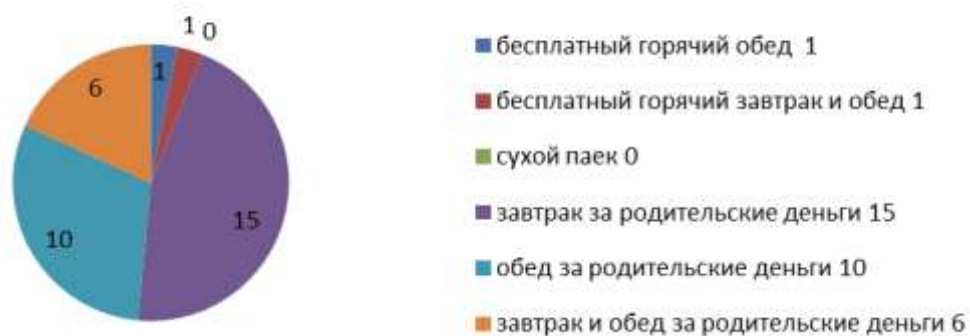 1 0
1
6
15
10
бесплатный горячий обед 1
бесплатный горячий завтрак и обед 1
сухой паек 0
завтрак за родительские деньги 15
обед за родительские деньги 10
завтрак и обед за родительские деньги 6